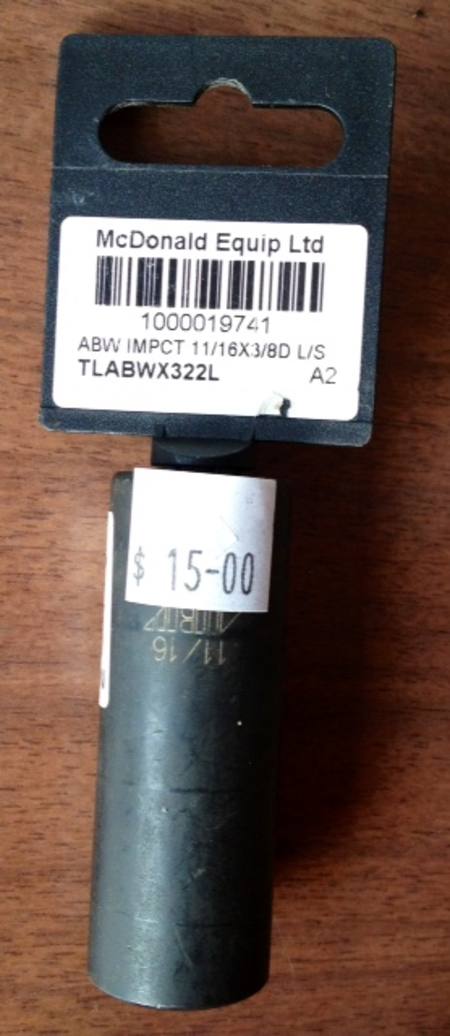 McDonald Equip Ltd
1000019741
ABW IMPCT 11/16X3/8D L/S
TLABWX322L A2
$ 15-00
11/16